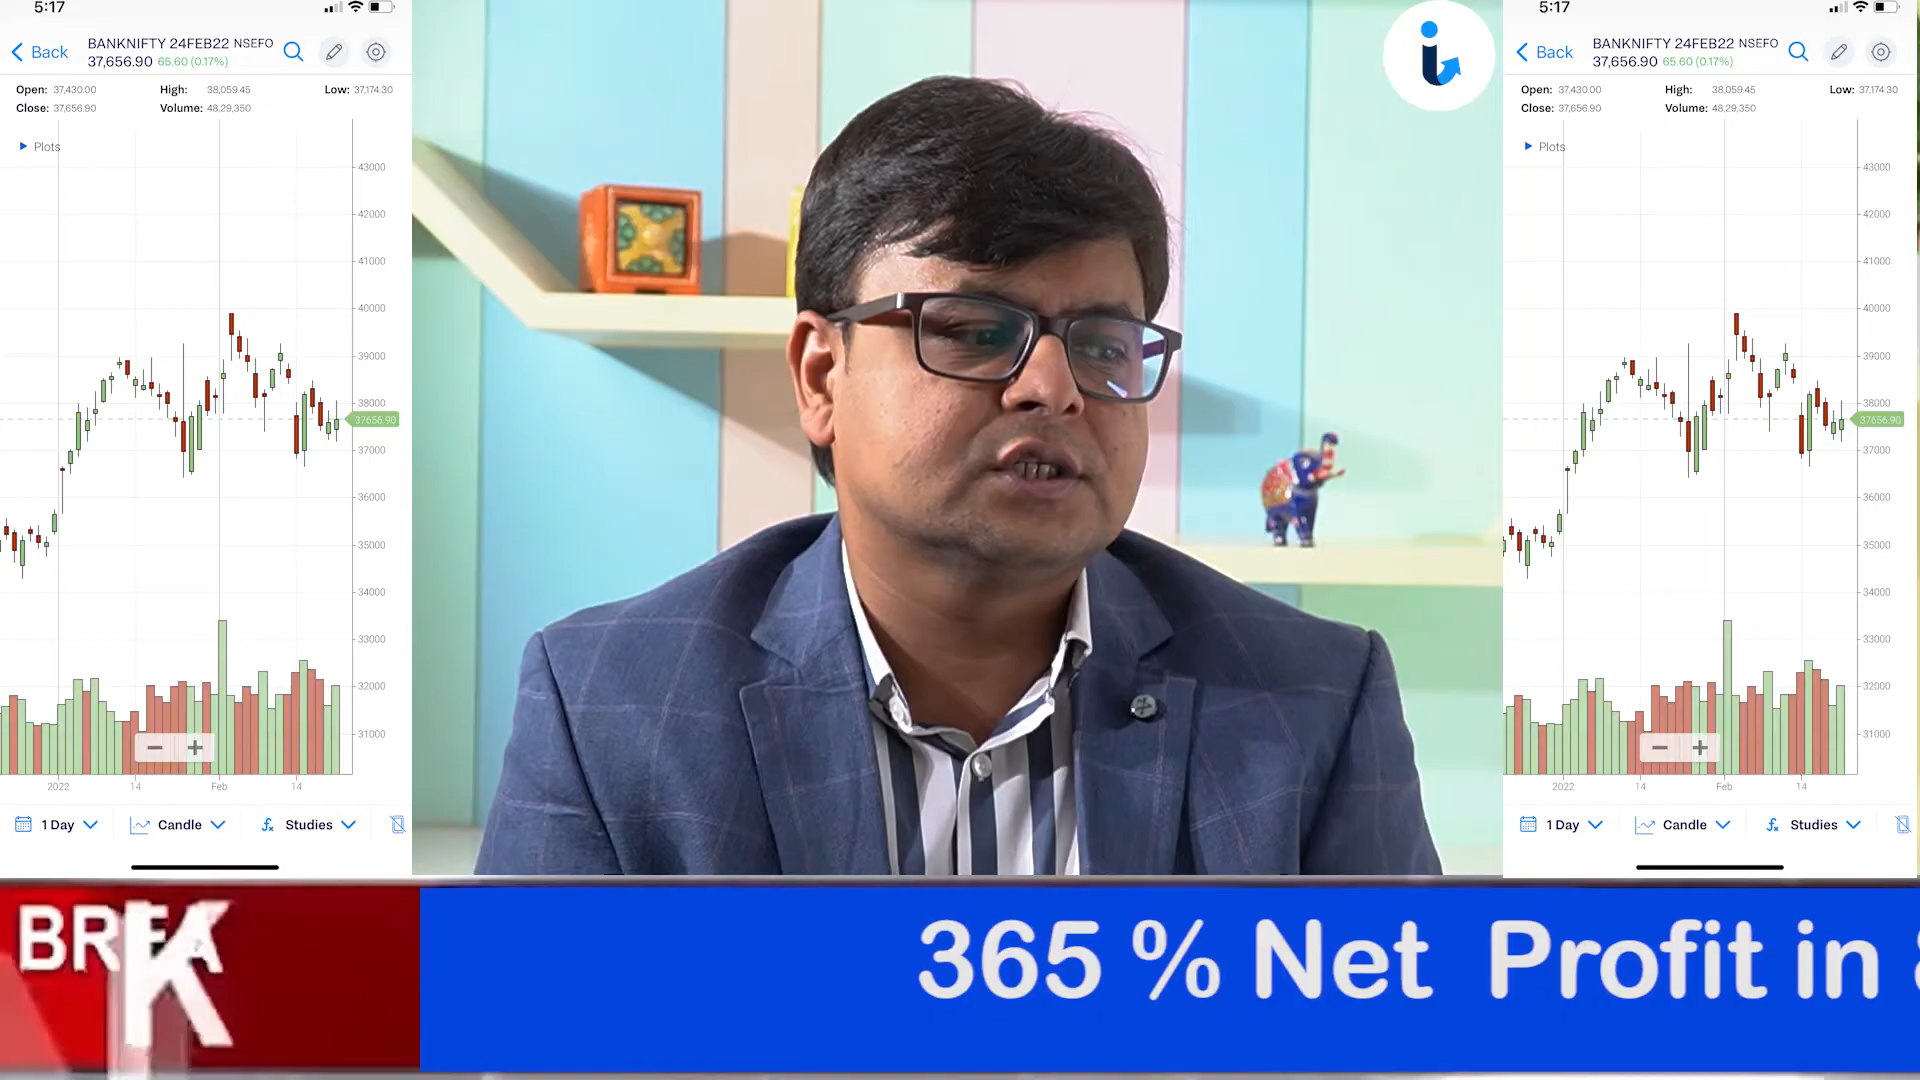 5:17
Back
BANKNIFTY 24FEB22 NSEFO
37,656.90 65.60 (0.17%)
Open: 37,430.00 High: 38,059.45 Low: 37,174.30
Close: 37,656.90 Volume: 48,29,350
Plots
43000
42000
41000
40000
39000
38000
37656.90
37000
36000
35000
34000
33000
32000
31000
2022 14 Feb 14
1 Day Candle Studies
5:17
Back
BANKNIFTY 24FEB22 NSEFO
37,656.90 65.60 (0.17%)
Open: 37,430.00 High: 38,059.45 Low: 37,174.30
Close: 37,656.90 Volume: 48,29,350
Plots
43000
42000
41000
40000
39000
38000
37656.90
37000
36000
35000
34000
33000
32000
31000
2022 14 Feb 14
1 Day Candle Studies
BREA
K
365 % Net Profit in